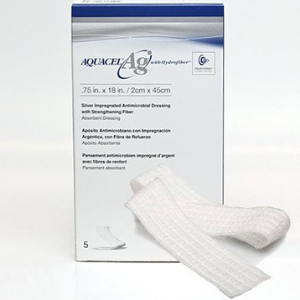 AQUACEL Ag with Hydrofiber
.75 in. x 18 in. / 2cm x 45cm
Silver Impregnated Antimicrobial Dressing
with Strengthening Fiber
Absorbent Dressing
Apósito Antimicrobiano con Impregnación
Argentica, con Fibra de Refuerzo
Apósito Absorbente
Pansement antimicrobien impregné d'argent
avec fibres de renfort
Pansement absorbant
5